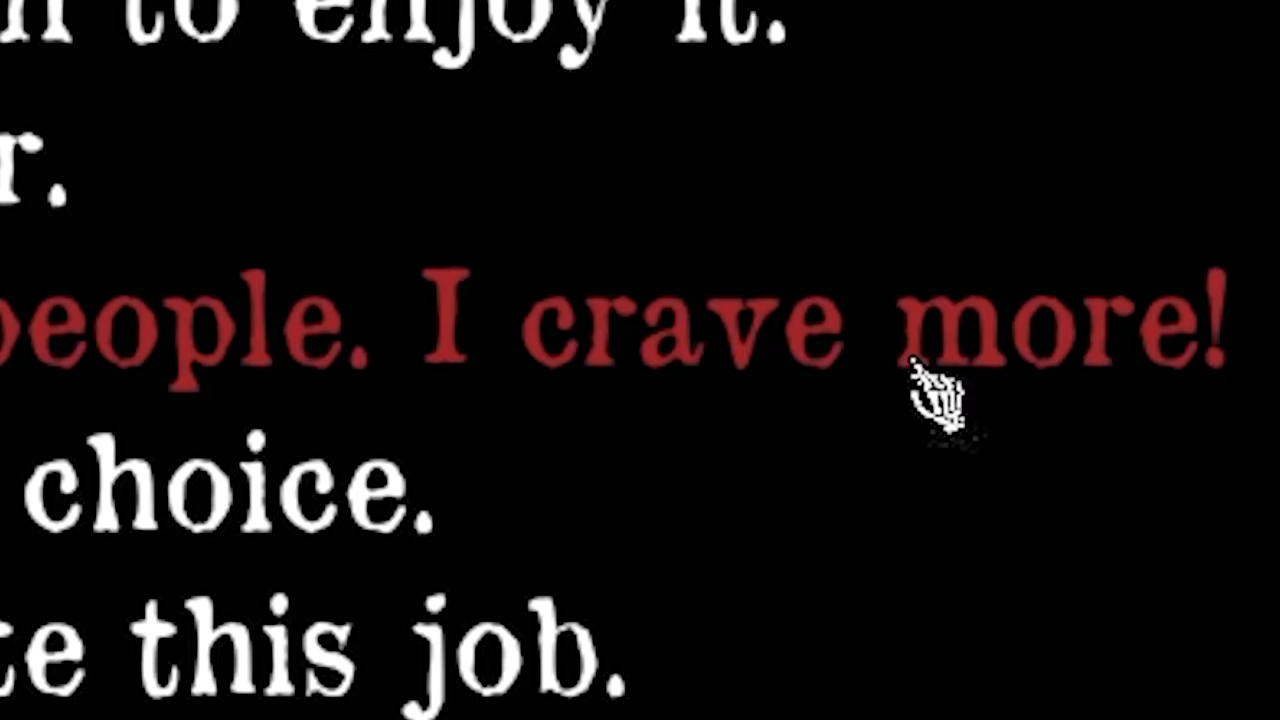 n to enjoy it.
r.
people. I crave more!
choice.
te this job.